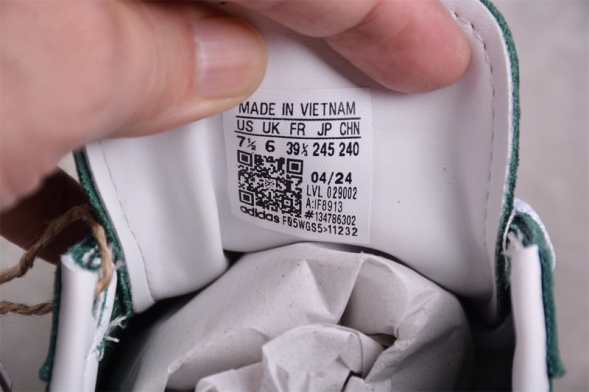 MADE IN VIETNAM
US UK FR JP CHN
7½ 6 39⅓ 245 240
04/24
LVL 029002
A:IF8913
#134786302
adidas F05WGS5>11232